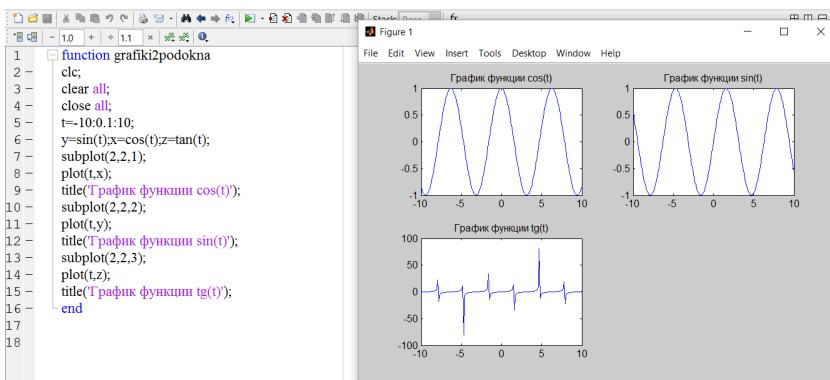 Stack: Base fx
1.0 + ÷ 1.1 ×
1 function grafiki2podokna
2 – clc;
3 – clear all;
4 – close all;
5 – t=-10:0.1:10;
6 – y=sin(t);x=cos(t);z=tan(t);
7 – subplot(2,2,1);
8 – plot(t,x);
9 – title('График функции cos(t)');
10 – subplot(2,2,2);
11 – plot(t,y);
12 – title('График функции sin(t)');
13 – subplot(2,2,3);
14 – plot(t,z);
15 – title('График функции tg(t)');
16 – end
17
18
Figure 1
File Edit View Insert Tools Desktop Window Help
График функции cos(t)
1
0.5
0
-0.5
-1
-10 -5 0 5 10
График функции sin(t)
1
0.5
0
-0.5
-1
-10 -5 0 5 10
График функции tg(t)
100
50
0
-50
-100
-10 -5 0 5 10